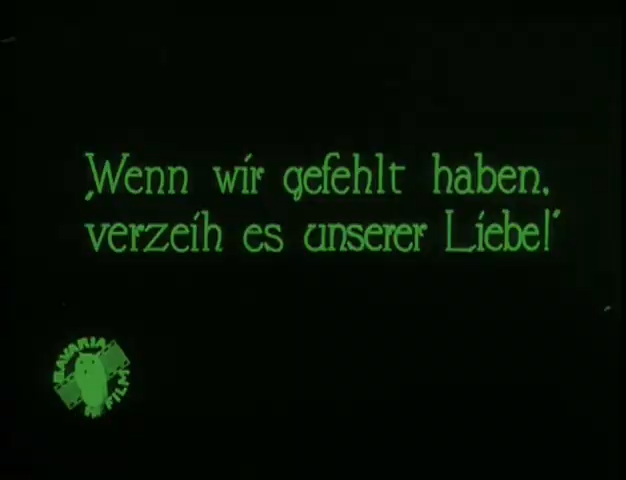 „Wenn wir gefehlt haben,
verzeih es unserer Liebe!"
BAVARIA
FILM